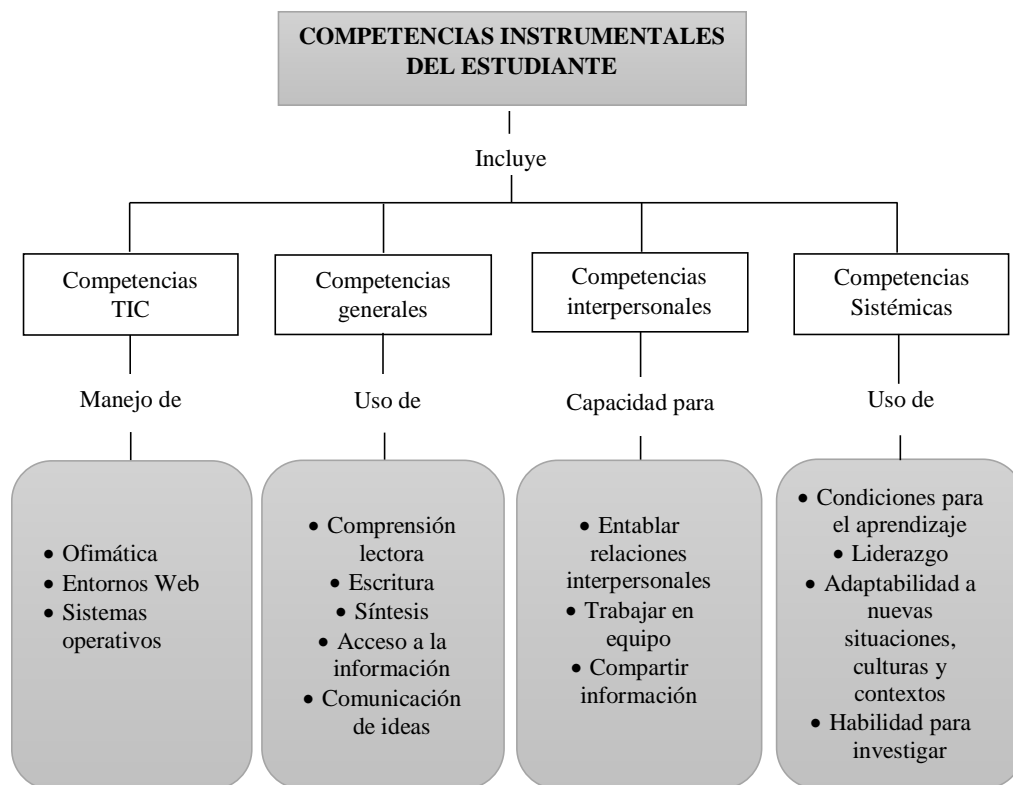 COMPETENCIAS INSTRUMENTALES
DEL ESTUDIANTE
Incluye
Competencias
TIC
Competencias
generales
Competencias
interpersonales
Competencias
Sistémicas
Manejo de
Uso de
Capacidad para
Uso de
• Ofimática
• Entornos Web
• Sistemas
operativos
• Comprensión
lectora
• Escritura
• Síntesis
• Acceso a la
información
• Comunicación
de ideas
• Entablar
relaciones
interpersonales
• Trabajar en
equipo
• Compartir
información
• Condiciones para
el aprendizaje
• Liderazgo
• Adaptabilidad a
nuevas
situaciones,
culturas y
contextos
• Habilidad para
investigar